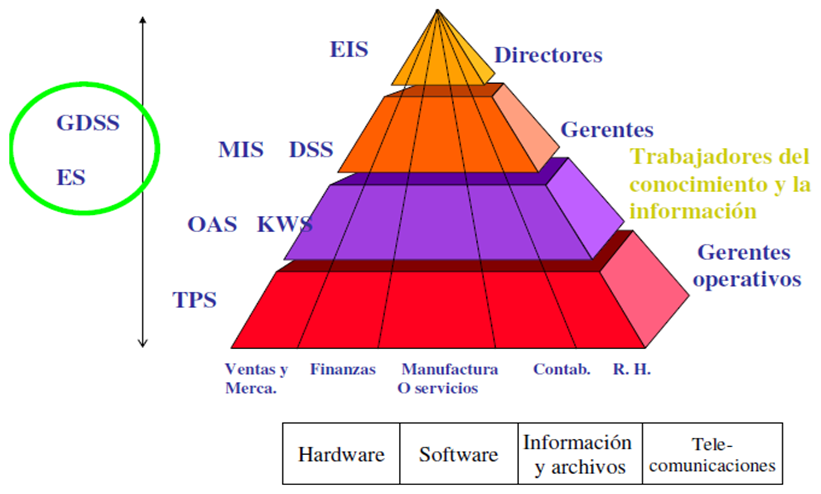 EIS
Directores
GDSS
ES
MIS DSS
Gerentes
Trabajadores del
conocimiento y la
información
OAS KWS
Gerentes
operativos
TPS
Ventas y
Merca.
Finanzas
Manufactura
O servicios
Contab.
R. H.
Hardware
Software
Información
y archivos
Tele-
comunicaciones